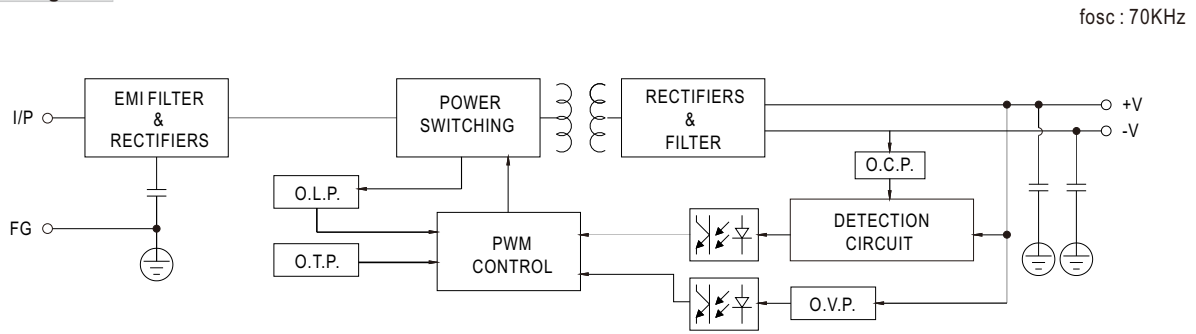 fosc : 70KHz
I/P
EMI FILTER
&
RECTIFIERS
POWER
SWITCHING
RECTIFIERS
&
FILTER
+V
-V
O.C.P.
O.L.P.
FG
PWM
CONTROL
DETECTION
CIRCUIT
O.T.P.
O.V.P.